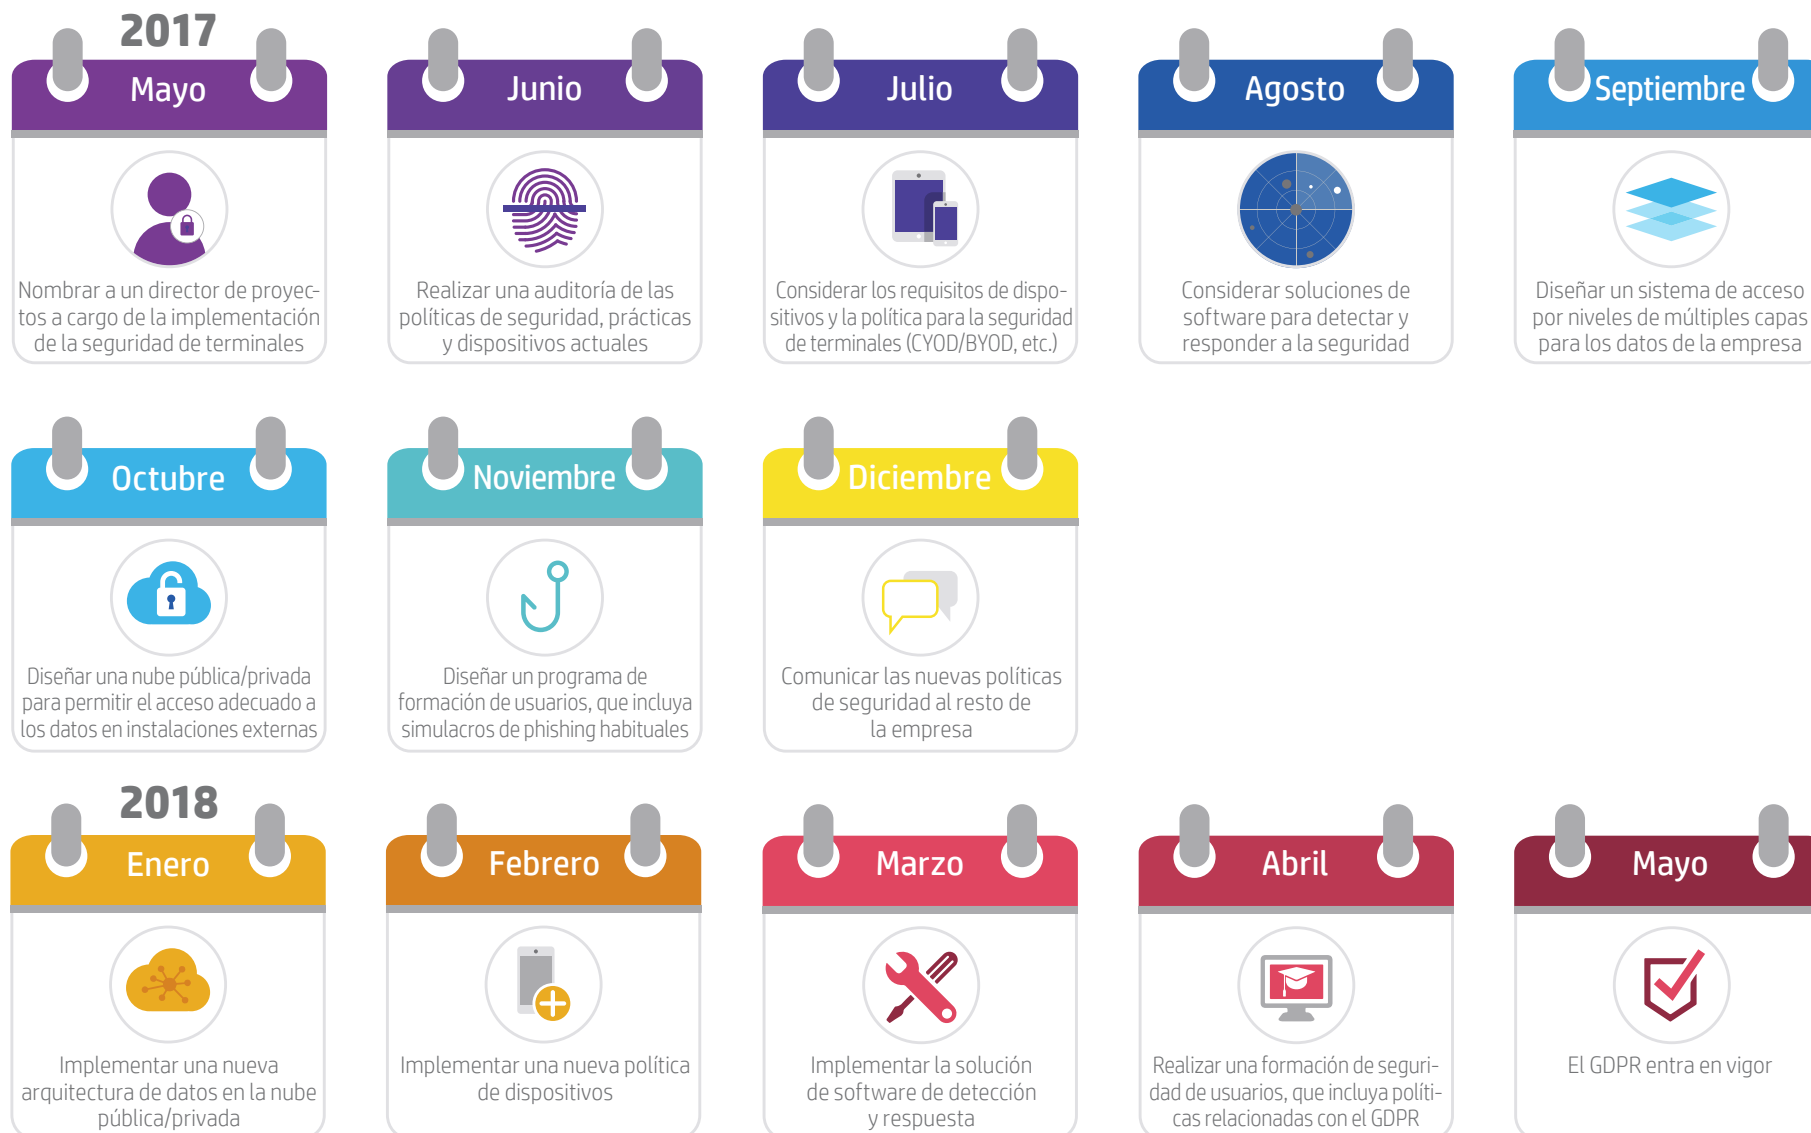 2017
Mayo
Nombrar a un director de proyec-
tos a cargo de la implementación
de la seguridad de terminales
Junio
Realizar una auditoría de las
políticas de seguridad, prácticas
y dispositivos actuales
Julio
Considerar los requisitos de dispo-
sitivos y la política para la seguridad
de terminales (CYOD/BYOD, etc.)
Agosto
Considerar soluciones de
software para detectar y
responder a la seguridad
Septiembre
Diseñar un sistema de acceso
por niveles de múltiples capas
para los datos de la empresa
Octubre
Diseñar una nube pública/privada
para permitir el acceso adecuado a
los datos en instalaciones externas
Noviembre
Diseñar un programa de
formación de usuarios, que incluya
simulacros de phishing habituales
Diciembre
Comunicar las nuevas políticas
de seguridad al resto de
la empresa
2018
Enero
Implementar una nueva
arquitectura de datos en la nube
pública/privada
Febrero
Implementar una nueva política
de dispositivos
Marzo
Implementar la solución
de software de detección
y respuesta
Abril
Realizar una formación de seguri-
dad de usuarios, que incluya políti-
cas relacionadas con el GDPR
Mayo
El GDPR entra en vigor